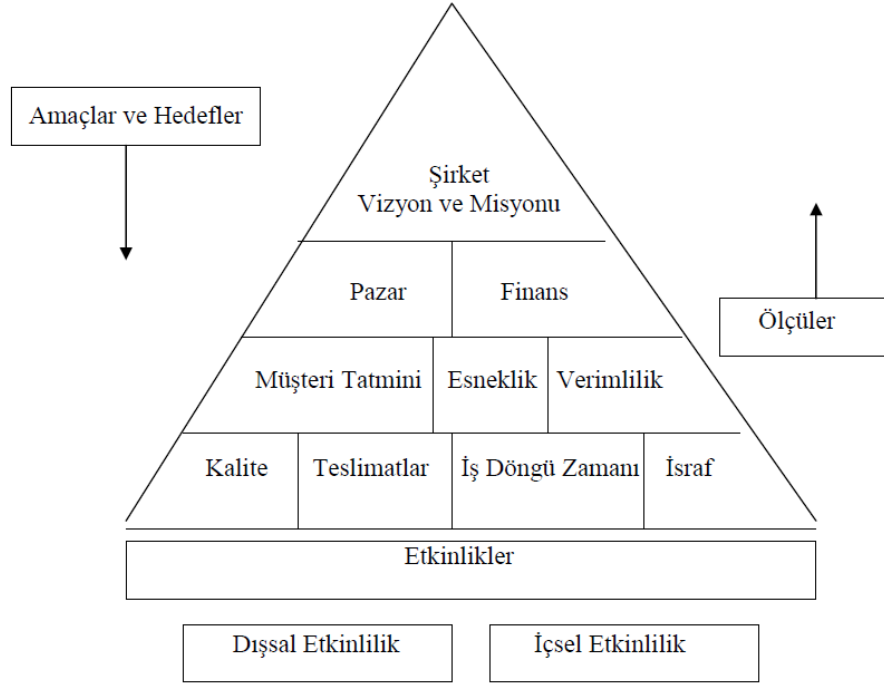 Amaçlar ve Hedefler
Şirket
Vizyon ve Misyonu
Pazar
Finans
Ölçüler
Müşteri Tatmini
Esneklik
Verimlilik
Kalite
Teslimatlar
İş Döngü Zamanı
İsraf
Etkinlikler
Dışsal Etkinlilik
İçsel Etkinlilik